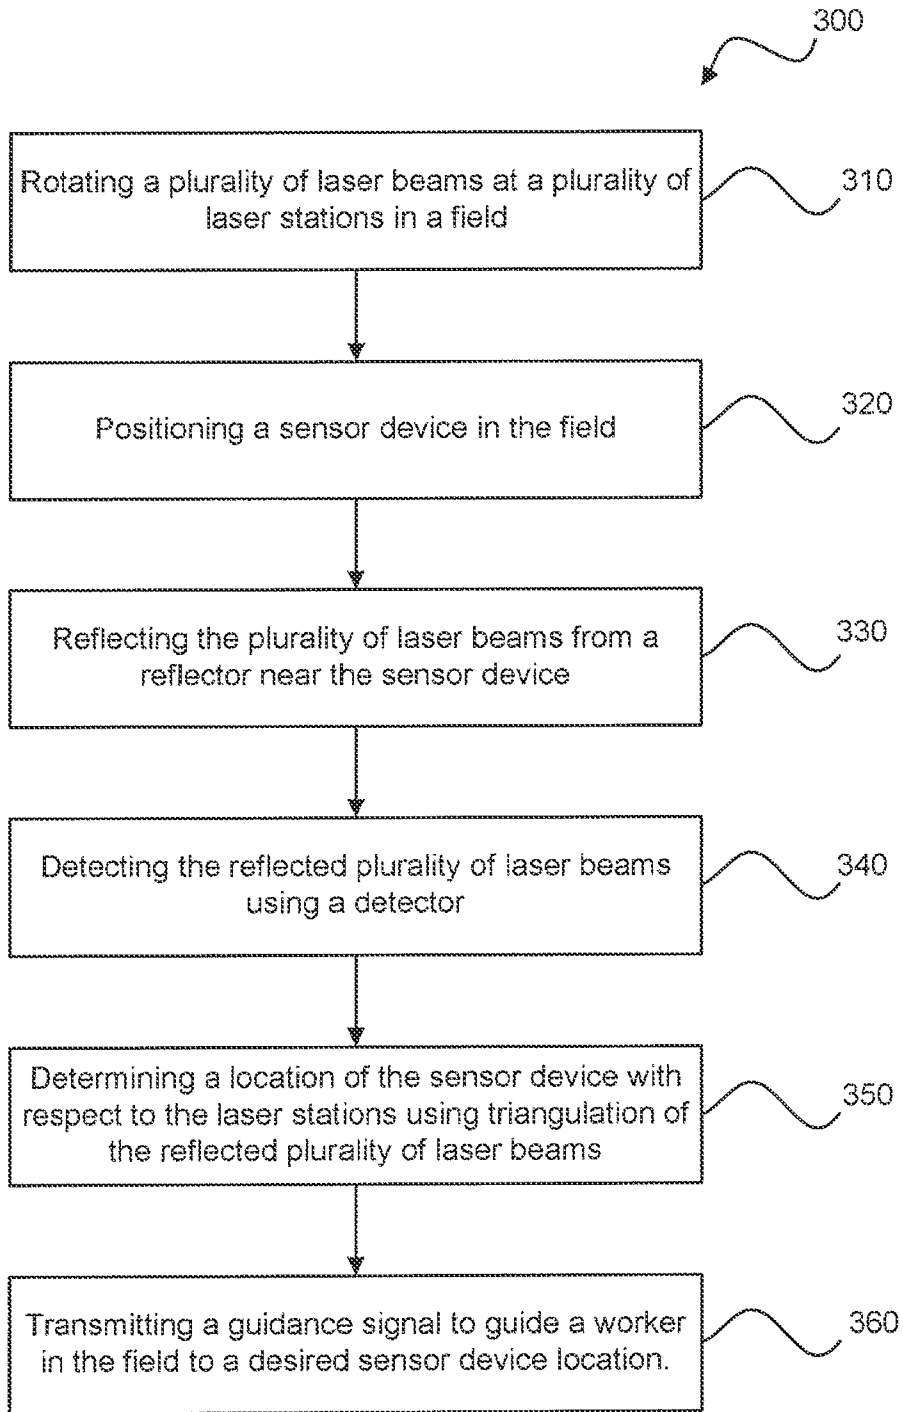 300
Rotating a plurality of laser beams at a plurality of
laser stations in a field
310
Positioning a sensor device in the field
320
Reflecting the plurality of laser beams from a
reflector near the sensor device
330
Detecting the reflected plurality of laser beams
using a detector
340
Determining a location of the sensor device with
respect to the laser stations using triangulation of
the reflected plurality of laser beams
350
Transmitting a guidance signal to guide a worker
in the field to a desired sensor device location.
360